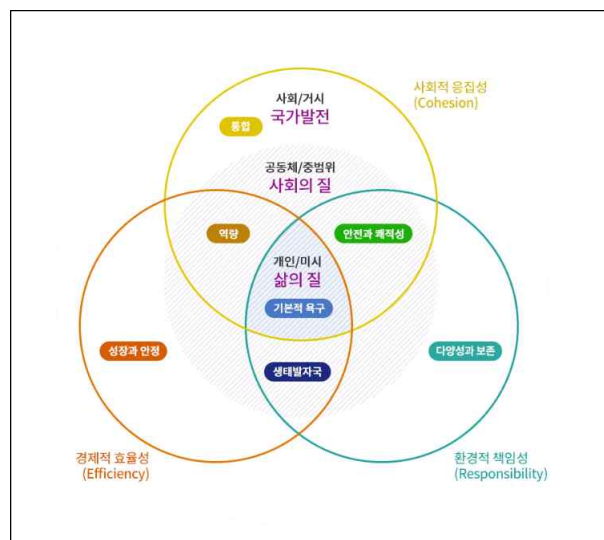 사회적 응집성
(Cohesion)
사회/거시
국가발전
통합
공동체/중범위
사회의 질
역량
안전과 쾌적성
개인/미시
삶의 질
기본적 욕구
성장과 안정
다양성과 보존
생태발자국
경제적 효율성
(Efficiency)
환경적 책임성
(Responsibility)